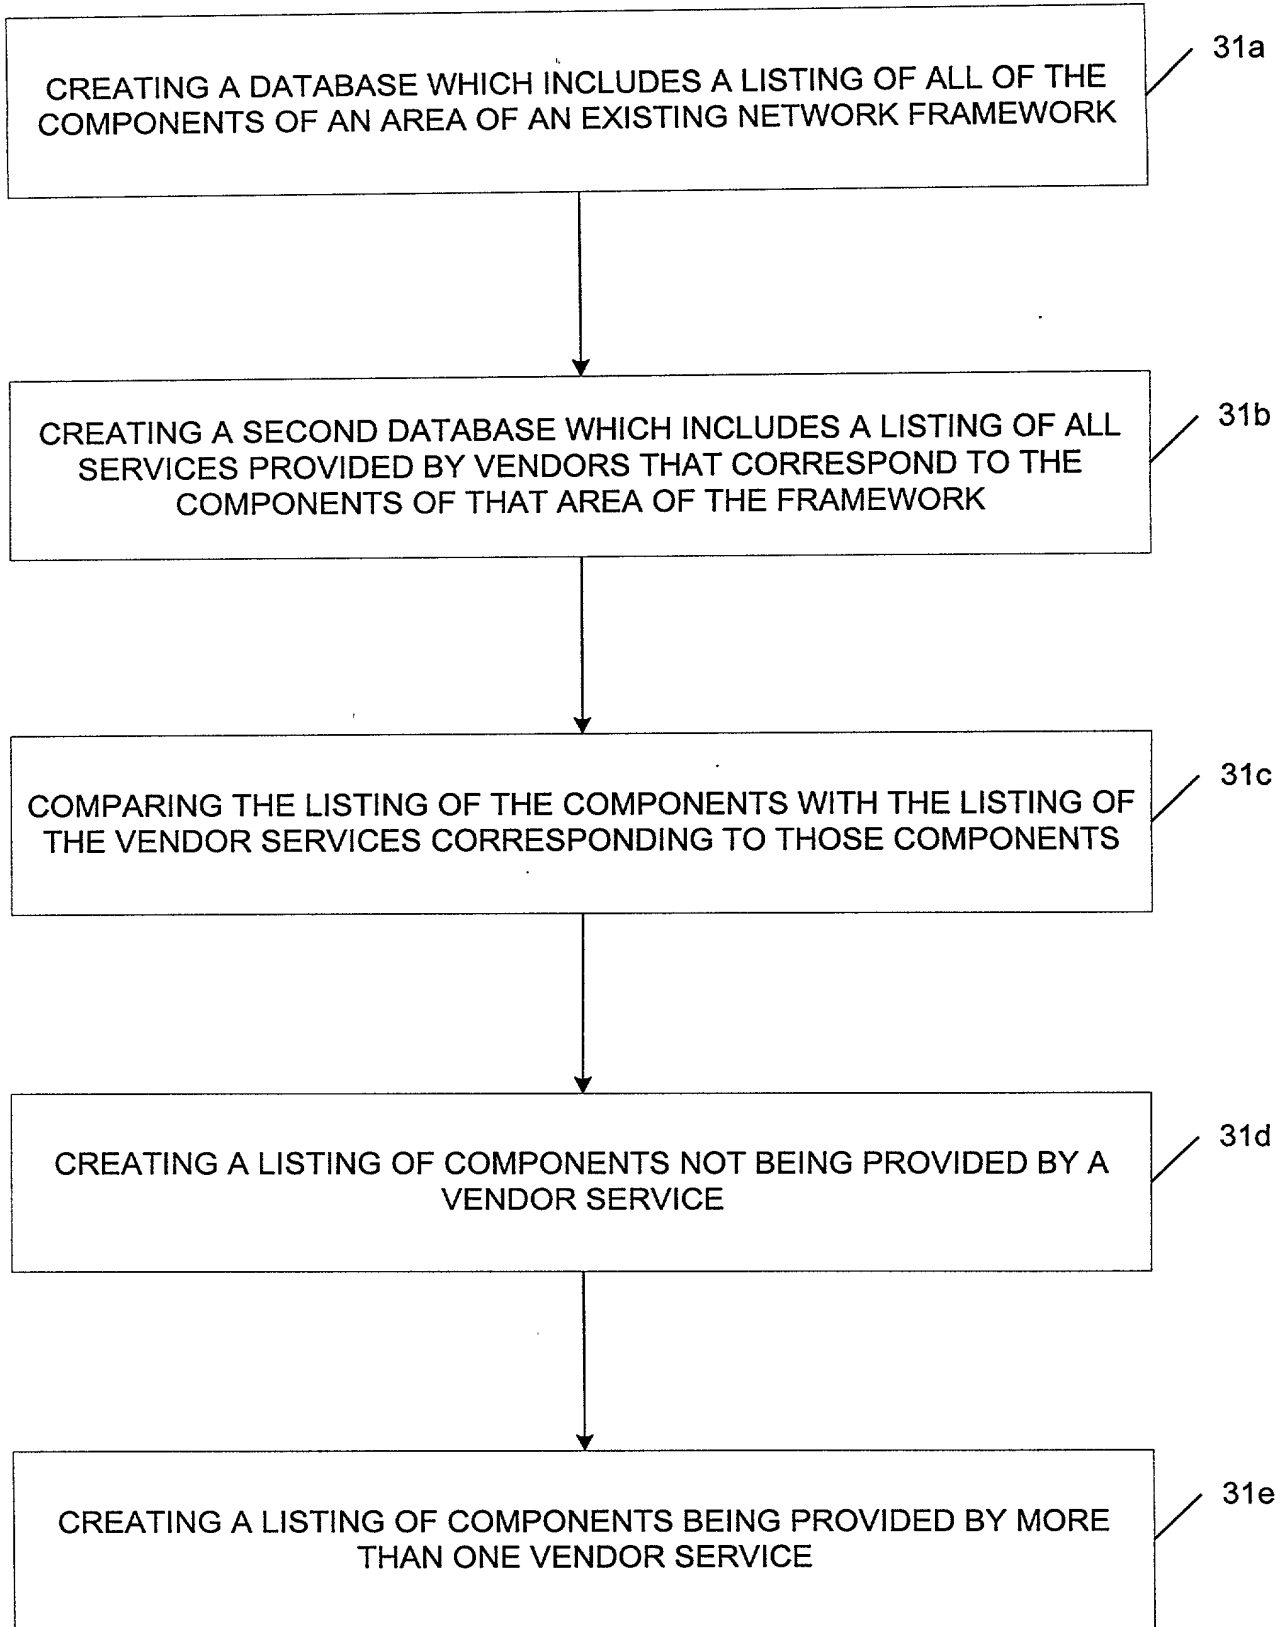 CREATING A DATABASE WHICH INCLUDES A LISTING OF ALL OF THE
COMPONENTS OF AN AREA OF AN EXISTING NETWORK FRAMEWORK
31a
CREATING A SECOND DATABASE WHICH INCLUDES A LISTING OF ALL
SERVICES PROVIDED BY VENDORS THAT CORRESPOND TO THE
COMPONENTS OF THAT AREA OF THE FRAMEWORK
31b
COMPARING THE LISTING OF THE COMPONENTS WITH THE LISTING OF
THE VENDOR SERVICES CORRESPONDING TO THOSE COMPONENTS
31c
CREATING A LISTING OF COMPONENTS NOT BEING PROVIDED BY A
VENDOR SERVICE
31d
CREATING A LISTING OF COMPONENTS BEING PROVIDED BY MORE
THAN ONE VENDOR SERVICE
31e